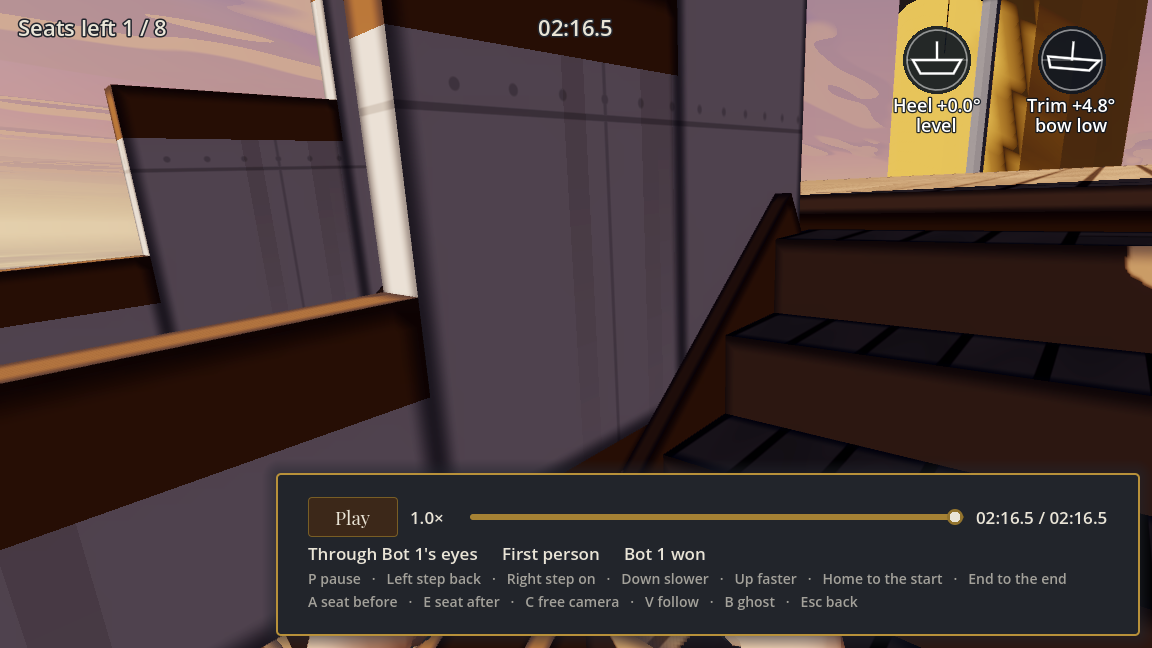 Seats left 1 / 8
02:16.5
Heel +0.0°
level
Trim +4.8°
bow low
Play
1.0×
02:16.5 / 02:16.5
Through Bot 1's eyes
First person
Bot 1 won
P pause · Left step back · Right step on · Down slower · Up faster · Home to the start · End to the end
A seat before · E seat after · C free camera · V follow · B ghost · Esc back